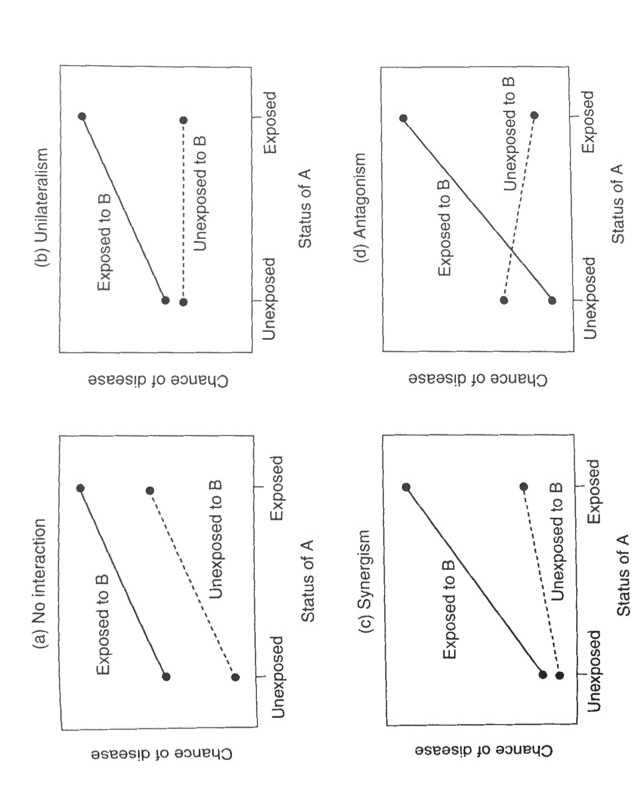 (a) No interaction
Chance of disease
Exposed to B
Unexposed to B
Unexposed
Exposed
Status of A
(b) Unilateralism
Chance of disease
Exposed to B
Unexposed to B
Unexposed
Exposed
Status of A
(c) Synergism
Chance of disease
Exposed to B
Unexposed to B
Unexposed
Exposed
Status of A
(d) Antagonism
Chance of disease
Exposed to B
Unexposed to B
Unexposed
Exposed
Status of A